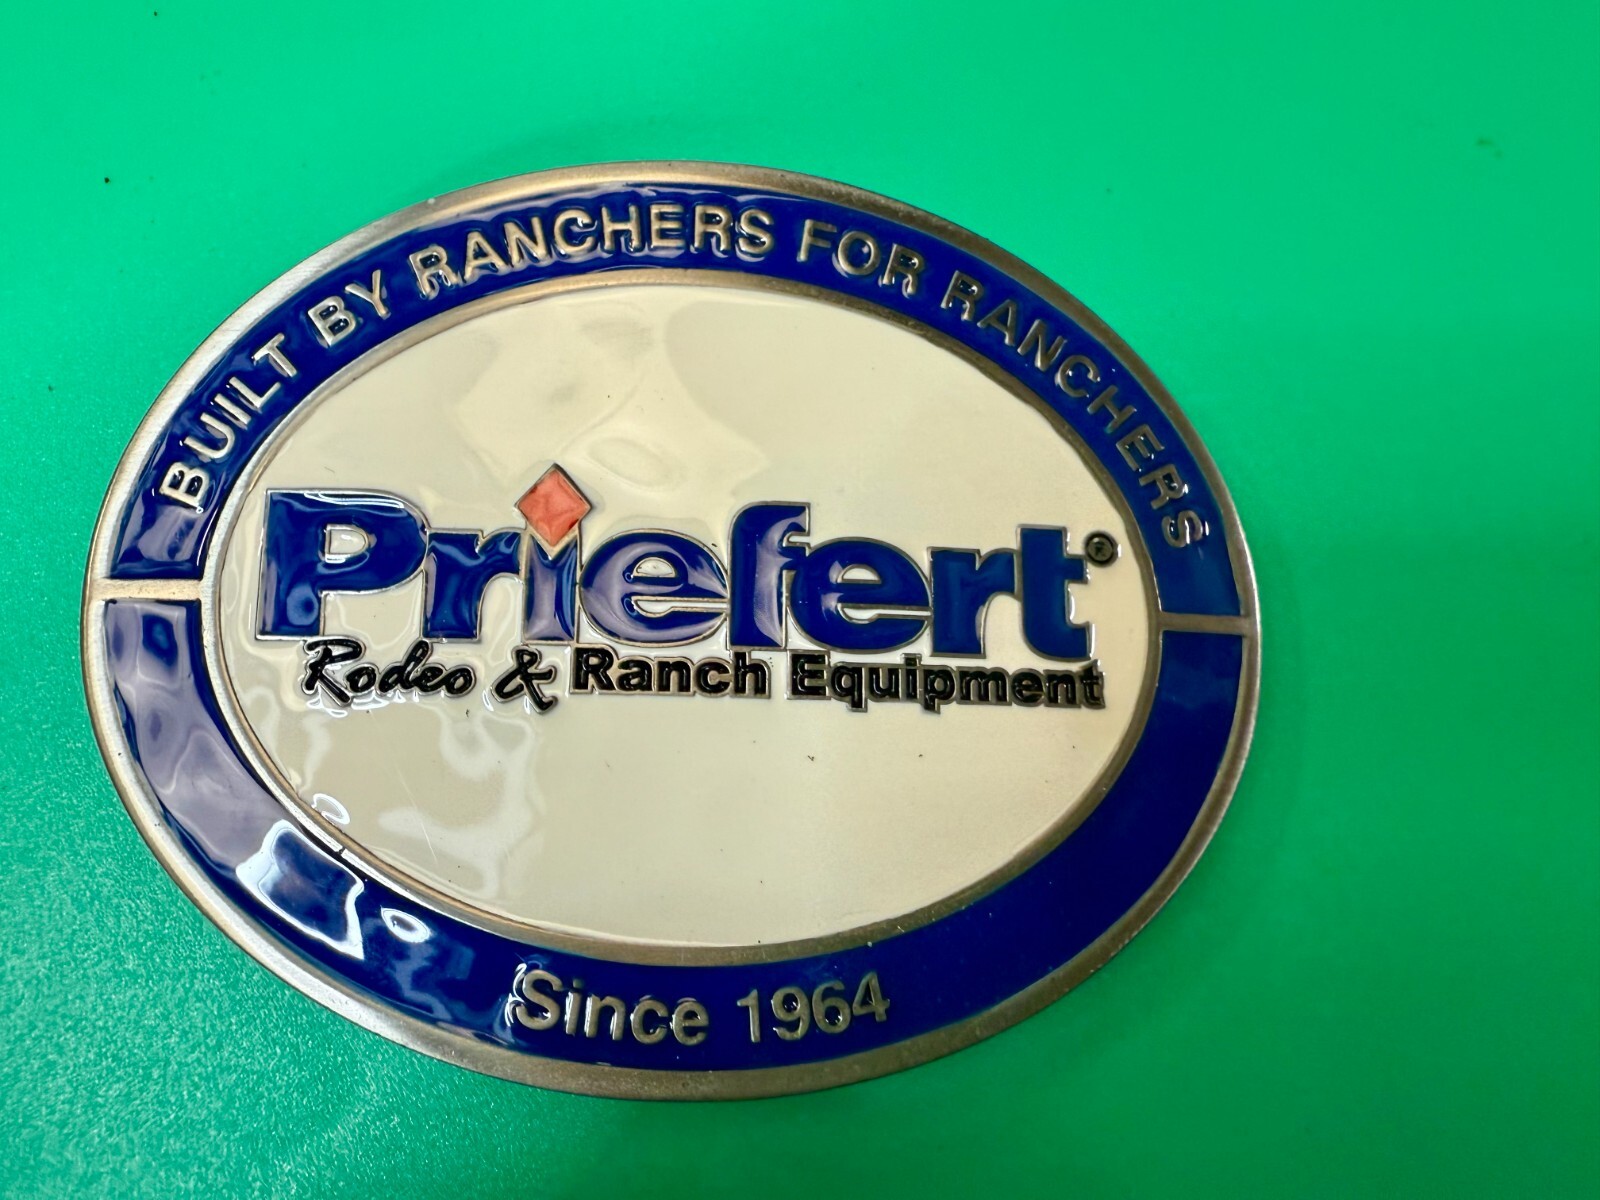 BUILT BY RANCHERS FOR RANCHERS
Priefert®
Rodeo & Ranch Equipment
Since 1964